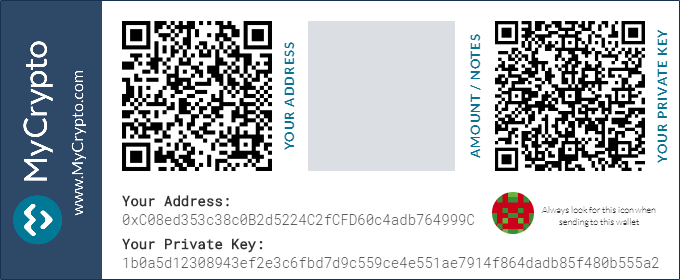 MyCrypto
www.MyCrypto.com
YOUR ADDRESS
AMOUNT / NOTES
YOUR PRIVATE KEY
Your Address:
0xC08ed353c38c0B2d5224C2fCFD60c4adb764999C
Always look for this icon when
sending to this wallet
Your Private Key:
1b0a5d12308943ef2e3c6fbd7d9c559ce4e551ae7914f864dadb85f480b555a2